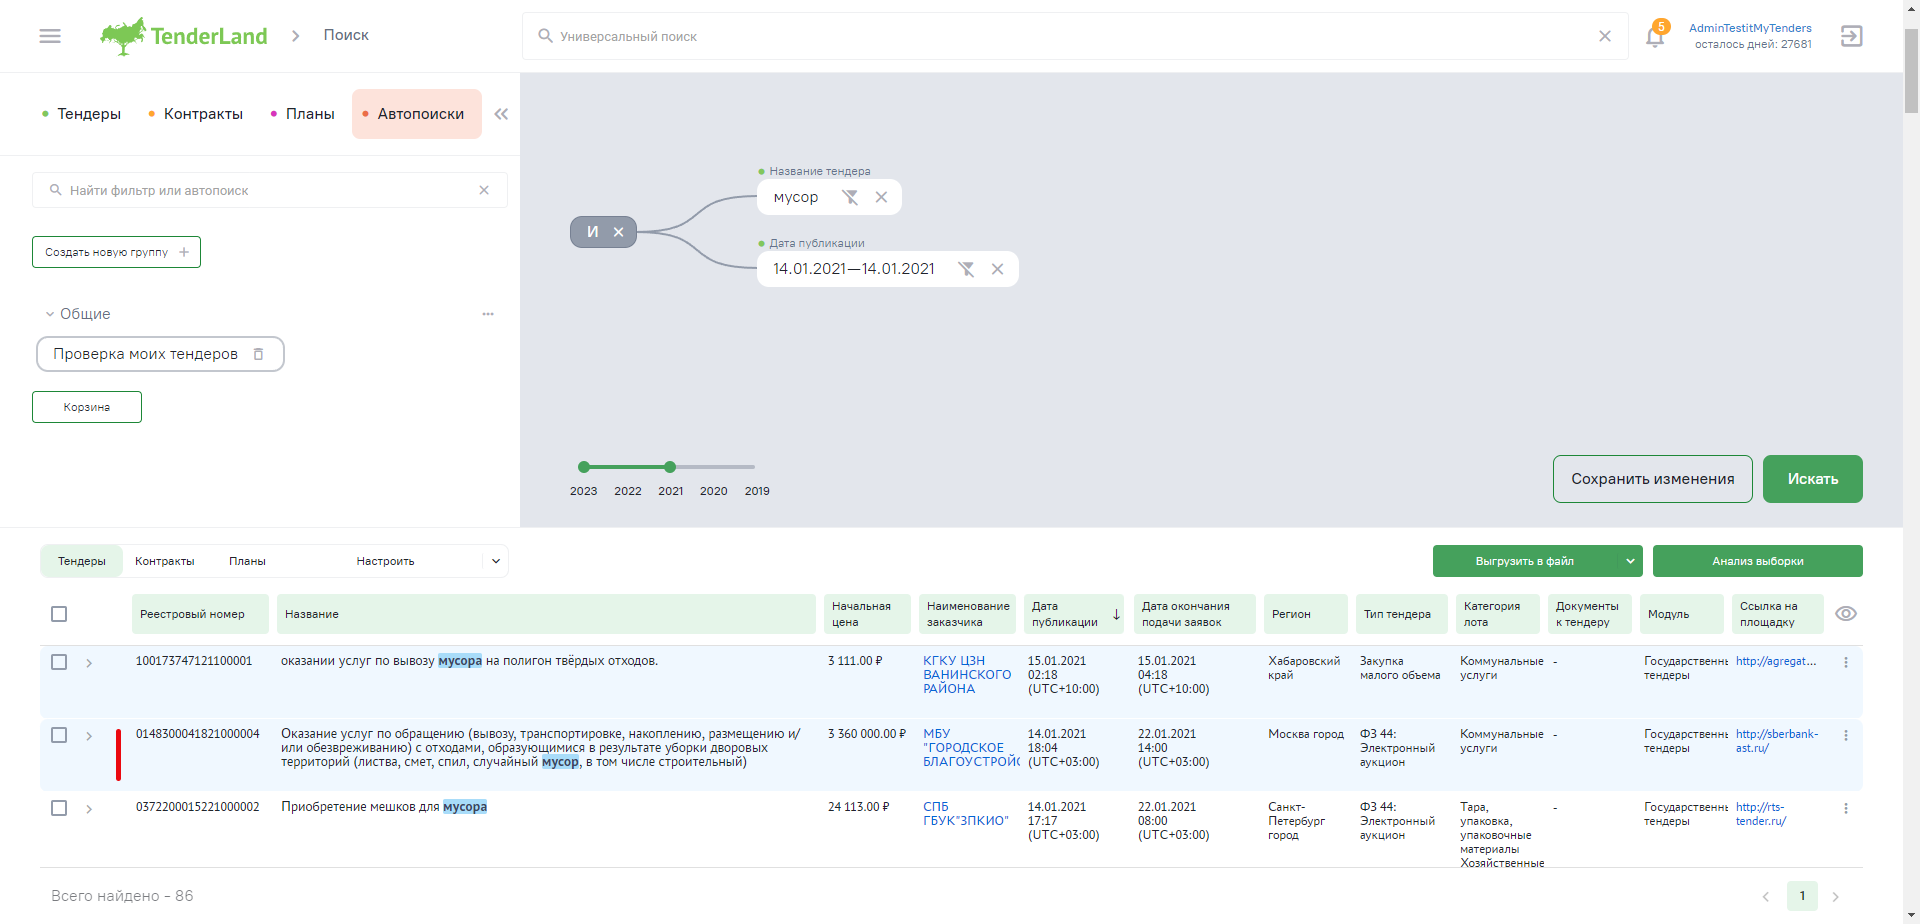 TenderLand
Поиск
Универсальный поиск
5
AdminTestitMyTenders
осталось дней: 27681
Тендеры
Контракты
Планы
Автопоиски
Найти фильтр или автопоиск
Создать новую группу
Общие
Проверка моих тендеров
Корзина
Название тендера
мусор
И
Дата публикации
14.01.2021—14.01.2021
2023 2022 2021 2020 2019
Сохранить изменения
Искать
Тендеры
Контракты
Планы
Настроить
Выгрузить в файл
Анализ выборки
Реестровый номер
Название
Начальная
цена
Наименование
заказчика
Дата
публикации
Дата окончания
подачи заявок
Регион
Тип тендера
Категория
лота
Документы
к тендеру
Модуль
Ссылка на
площадку
100173747121100001
оказании услуг по вывозу мусора на полигон твёрдых отходов.
3 111.00 ₽
КГКУ ЦЗН
ВАНИНСКОГО
РАЙОНА
15.01.2021
02:18
(UTC+10:00)
15.01.2021
04:18
(UTC+10:00)
Хабаровский
край
Закупка
малого объема
Коммунальные
услуги
-
Государственн
тендеры
http://agregat...
0148300041821000004
Оказание услуг по обращению (вывозу, транспортировке, накоплению, размещению и/
или обезвреживанию) с отходами, образующимися в результате уборки дворовых
территорий (листва, смет, спил, случайный мусор, в том числе строительный)
3 360 000.00 ₽
МБУ
"ГОРОДСКОЕ
БЛАГОУСТРОЙС
14.01.2021
18:04
(UTC+03:00)
22.01.2021
14:00
(UTC+03:00)
Москва город
ФЗ 44:
Электронный
аукцион
Коммунальные
услуги
-
Государственн
тендеры
http://sberbank-
ast.ru/
0372200015221000002
Приобретение мешков для мусора
24 113.00 ₽
СПБ
ГБУК"ЗПКИО"
14.01.2021
17:17
(UTC+03:00)
22.01.2021
08:00
(UTC+03:00)
Санкт-
Петербург
город
ФЗ 44:
Электронный
аукцион
Тара,
упаковка,
упаковочные
материалы
Хозяйственные
-
Государственн
тендеры
http://rts-
tender.ru/
Всего найдено - 86
1